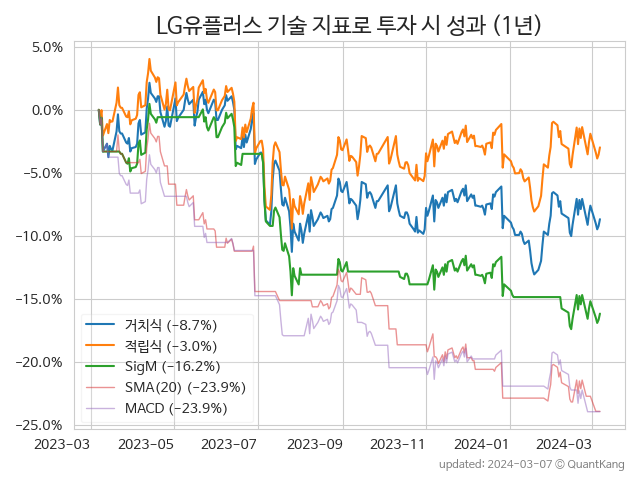 LG유플러스 기술 지표로 투자 시 성과 (1년)
5.0%
0.0%
−5.0%
−10.0%
−15.0%
−20.0%
−25.0%
거치식 (−8.7%)
적립식 (−3.0%)
SigM (−16.2%)
SMA(20) (−23.9%)
MACD (−23.9%)
2023−03 2023−05 2023−07 2023−09 2023−11 2024−01 2024−03
updated: 2024−03−07 © QuantKang